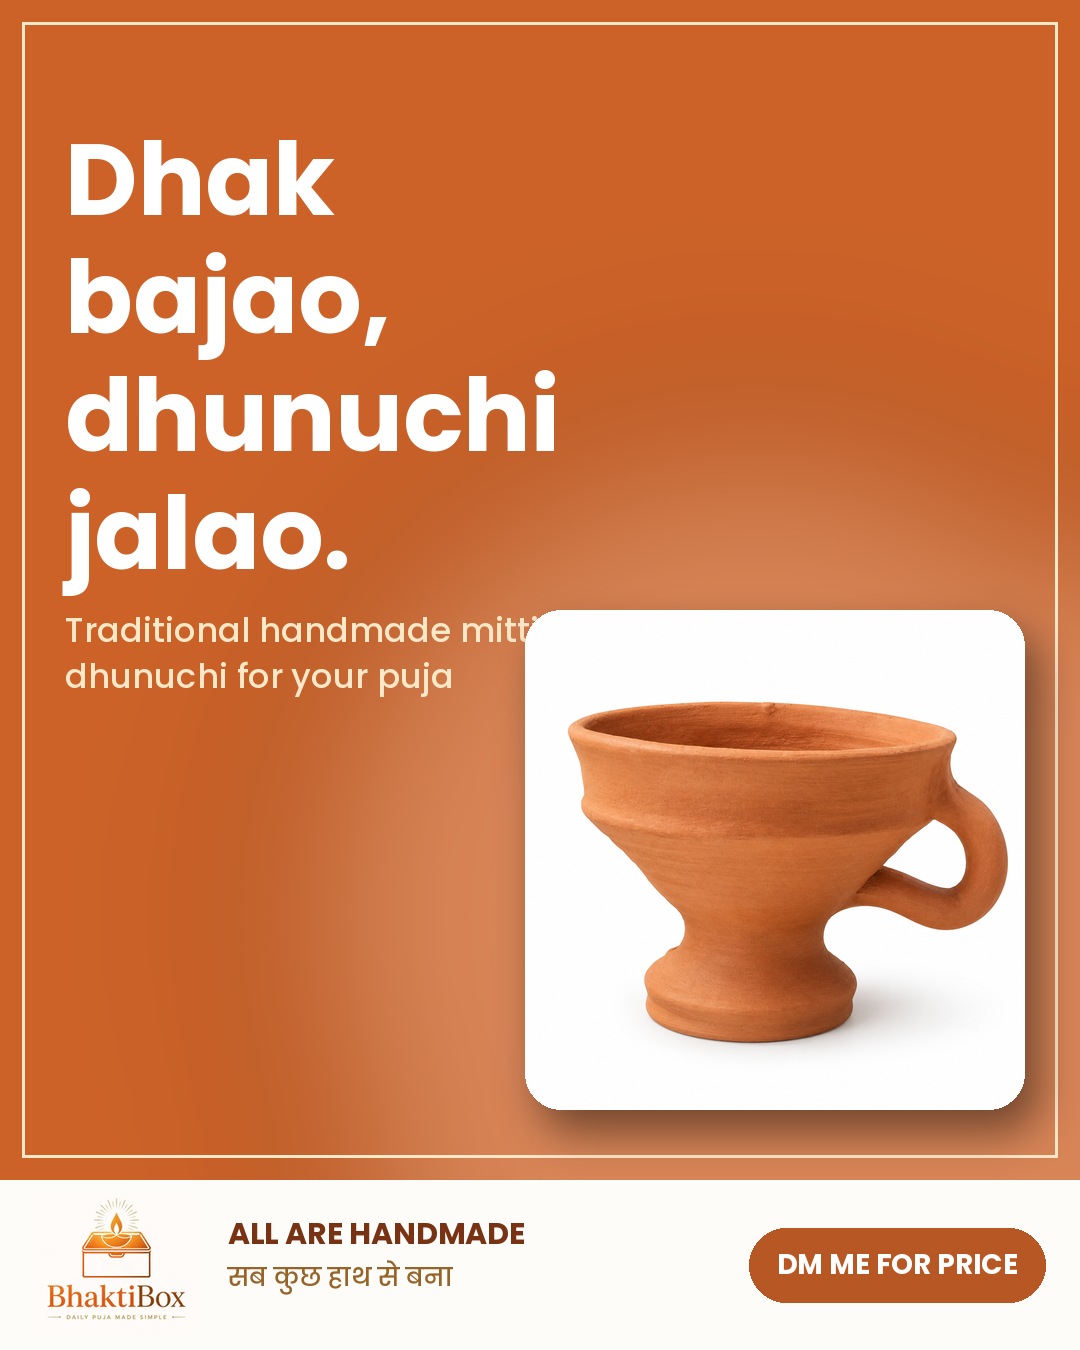 Dhak
bajao,
dhunuchi
jalao.
Traditional handmade mitti
dhunuchi for your puja
BhaktiBox
DAILY PUJA MADE SIMPLE
ALL ARE HANDMADE
सब कुछ हाथ से बना
DM ME FOR PRICE